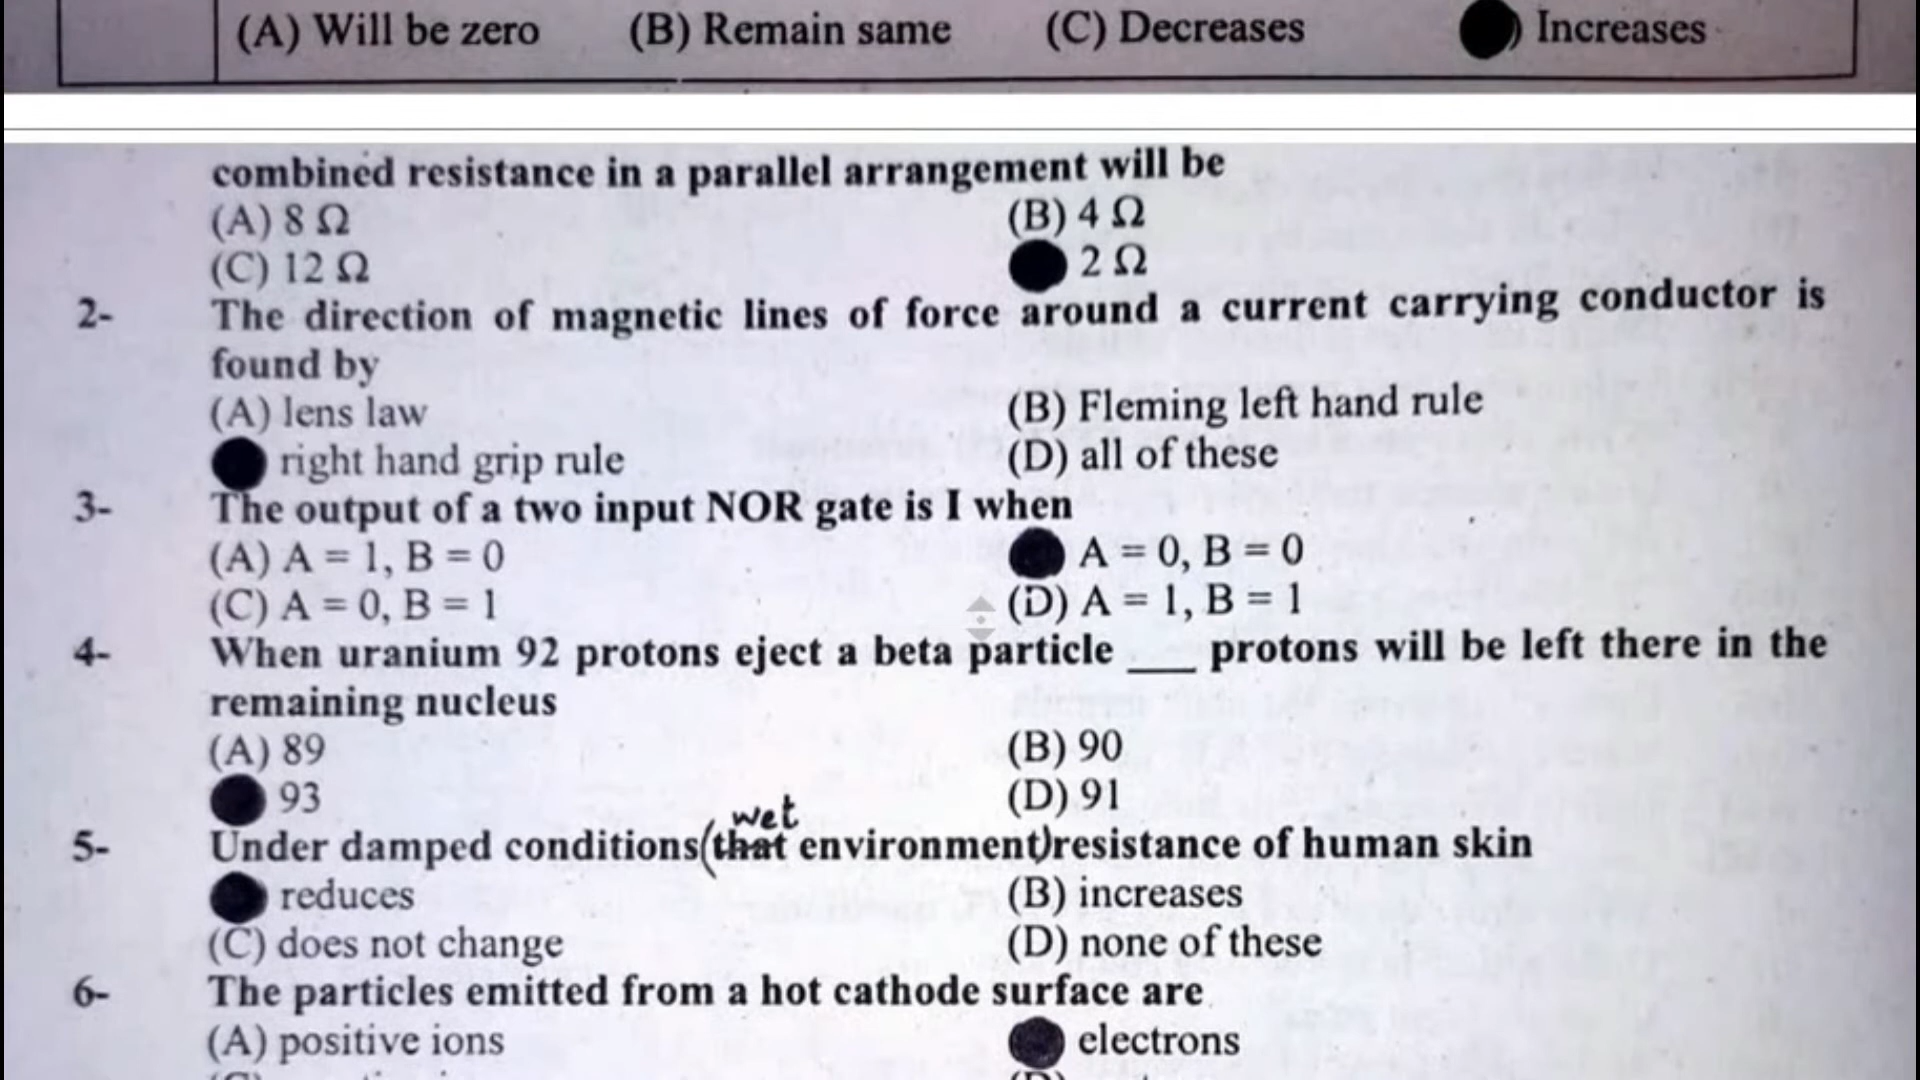 (A) Will be zero (B) Remain same (C) Decreases ) Increases
combined resistance in a parallel arrangement will be
(A) 8 Ω (B) 4 Ω
(C) 12 Ω 2 Ω
2- The direction of magnetic lines of force around a current carrying conductor is
found by
(A) lens law (B) Fleming left hand rule
right hand grip rule (D) all of these
3- The output of a two input NOR gate is I when
(A) A = 1, B = 0 A = 0, B = 0
(C) A = 0, B = 1 (D) A = 1, B = 1
4- When uranium 92 protons eject a beta particle ___ protons will be left there in the
remaining nucleus
(A) 89 (B) 90
93 (D) 91
wet
5- Under damped conditions(that environment)resistance of human skin
reduces (B) increases
(C) does not change (D) none of these
6- The particles emitted from a hot cathode surface are
(A) positive ions electrons